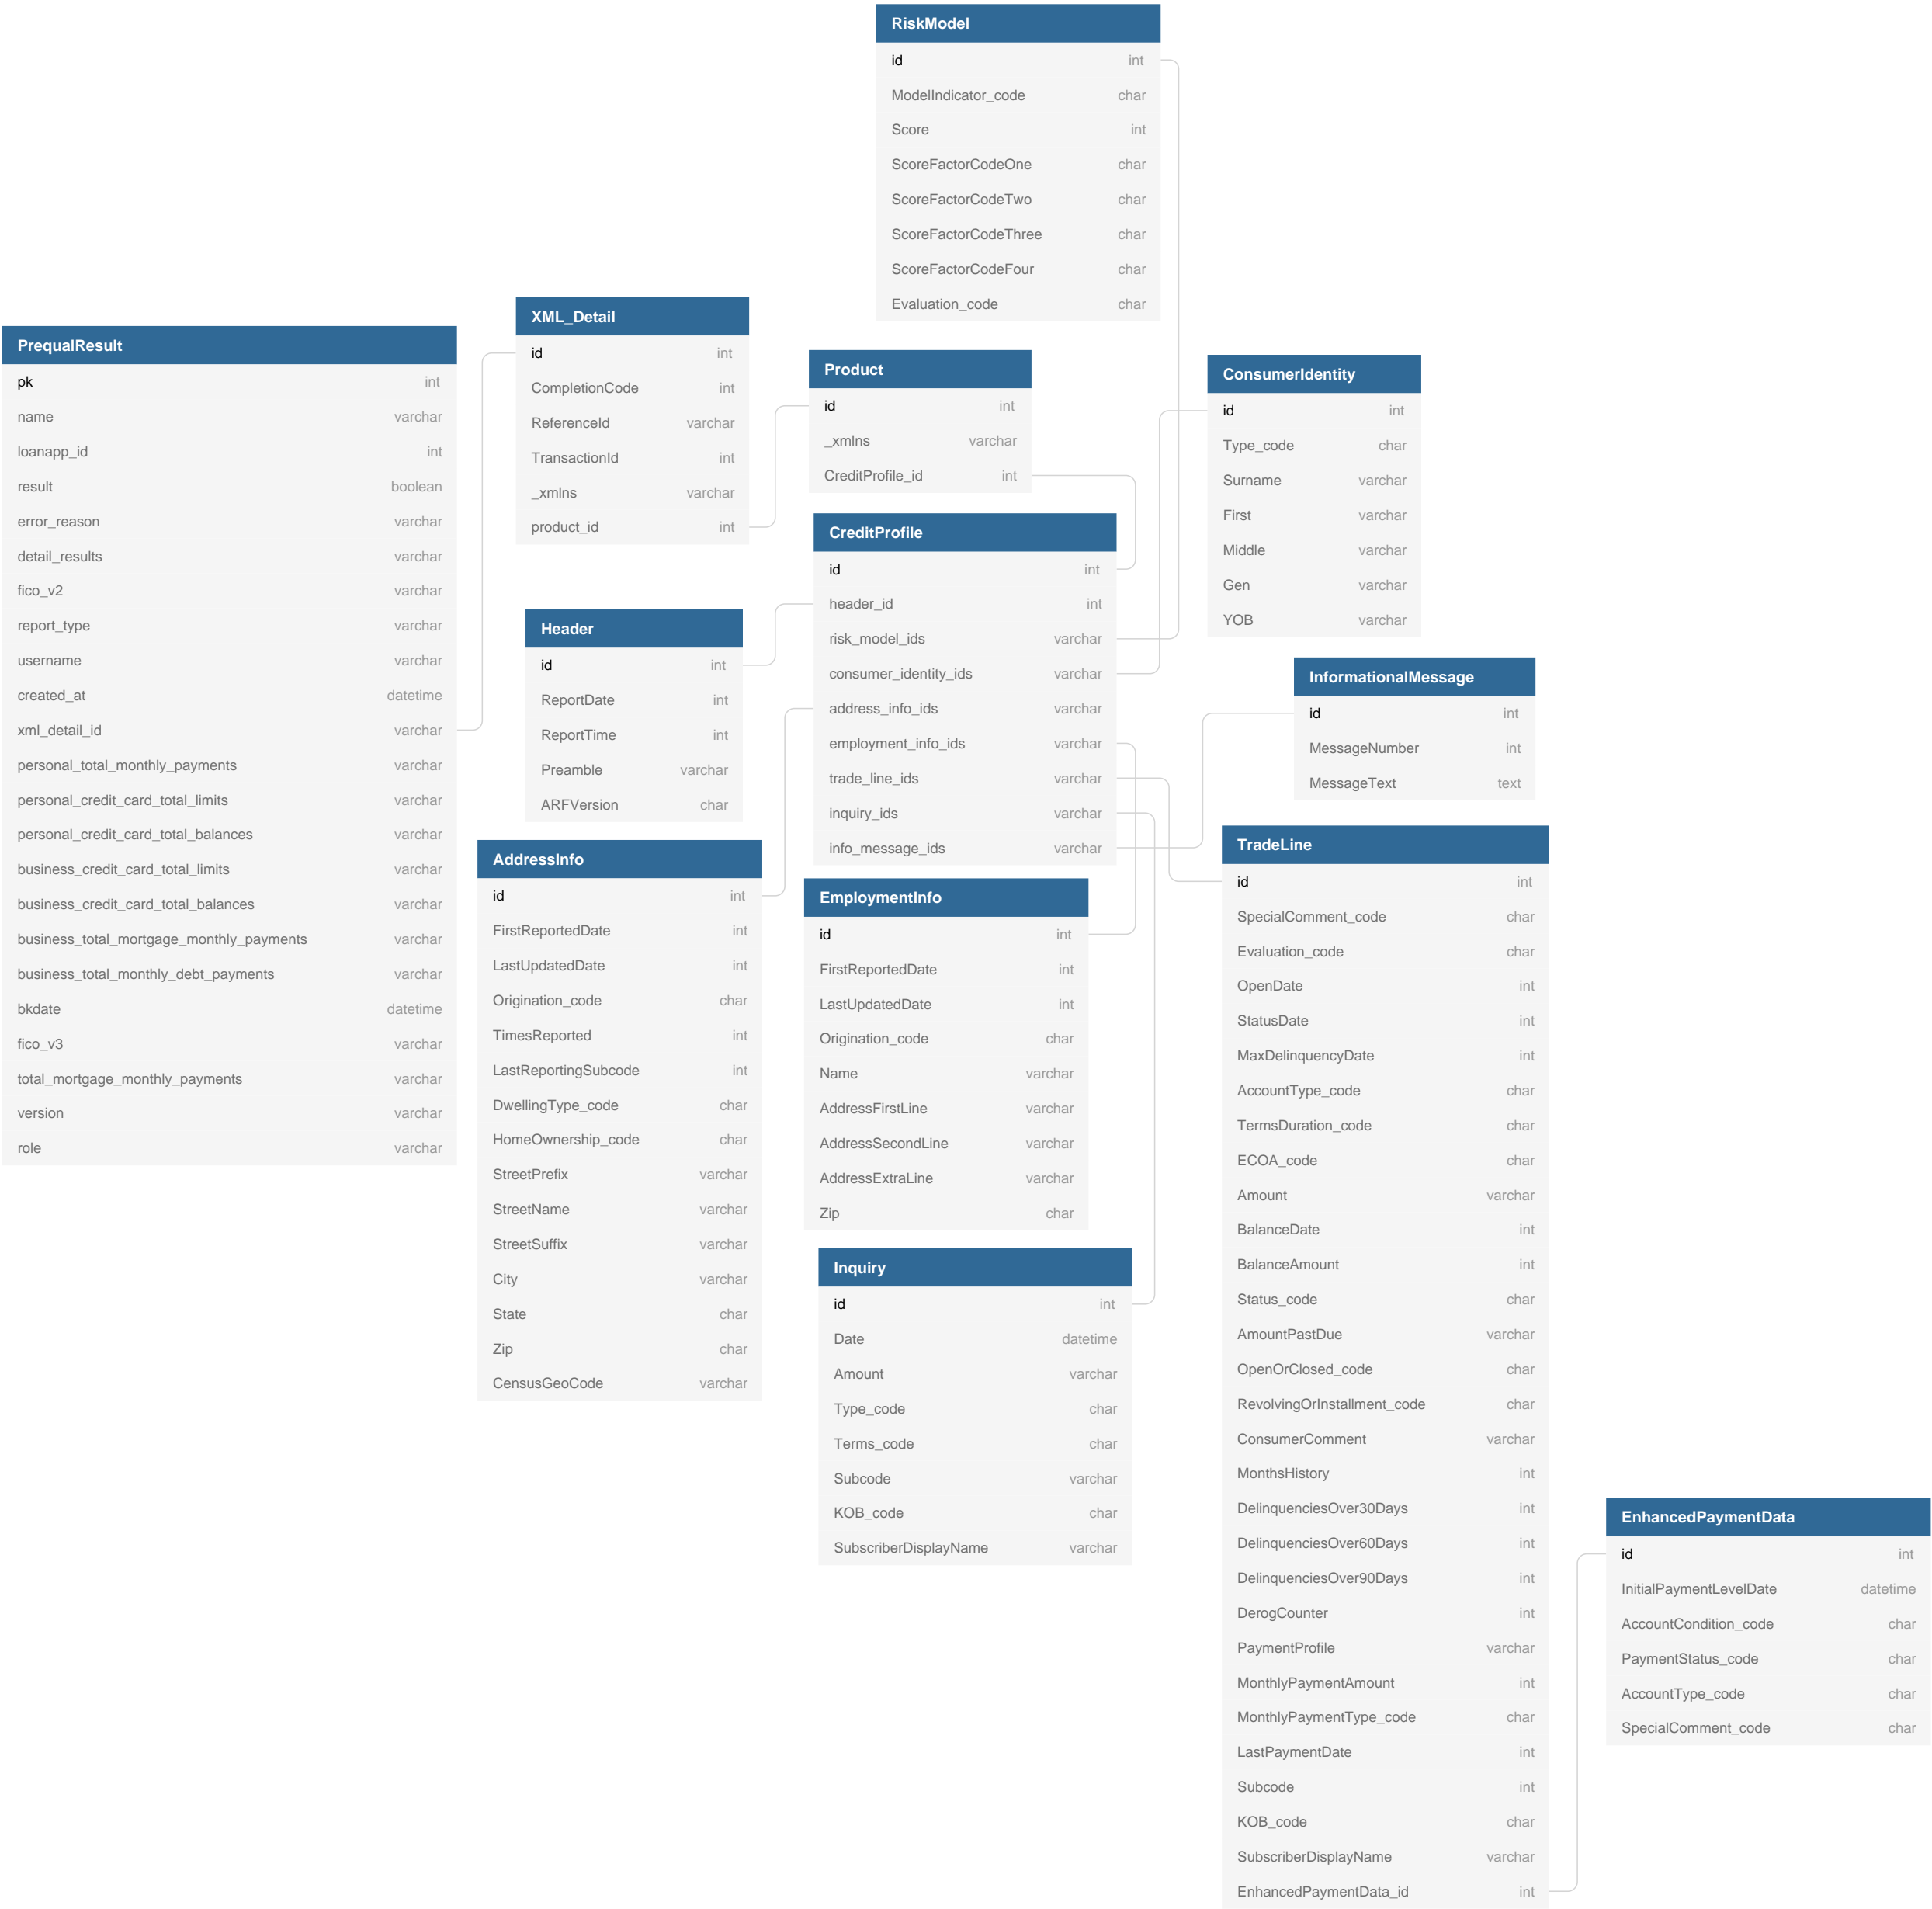 RiskModel
id int
ModelIndicator_code char
Score int
ScoreFactorCodeOne char
ScoreFactorCodeTwo char
ScoreFactorCodeThree char
ScoreFactorCodeFour char
Evaluation_code char
PrequalResult
pk int
name varchar
loanapp_id int
result boolean
error_reason varchar
detail_results varchar
fico_v2 varchar
report_type varchar
username varchar
created_at datetime
xml_detail_id varchar
personal_total_monthly_payments varchar
personal_credit_card_total_limits varchar
personal_credit_card_total_balances varchar
business_credit_card_total_limits varchar
business_credit_card_total_balances varchar
business_total_mortgage_monthly_payments varchar
business_total_monthly_debt_payments varchar
bkdate datetime
fico_v3 varchar
total_mortgage_monthly_payments varchar
version varchar
role varchar
XML_Detail
id int
CompletionCode int
ReferenceId varchar
TransactionId int
_xmlns varchar
product_id int
Product
id int
_xmlns varchar
CreditProfile_id int
ConsumerIdentity
id int
Type_code char
Surname varchar
First varchar
Middle varchar
Gen varchar
YOB varchar
CreditProfile
id int
header_id int
risk_model_ids varchar
consumer_identity_ids varchar
address_info_ids varchar
employment_info_ids varchar
trade_line_ids varchar
inquiry_ids varchar
info_message_ids varchar
Header
id int
ReportDate int
ReportTime int
Preamble varchar
ARFVersion char
InformationalMessage
id int
MessageNumber int
MessageText text
AddressInfo
id int
FirstReportedDate int
LastUpdatedDate int
Origination_code char
TimesReported int
LastReportingSubcode int
DwellingType_code char
HomeOwnership_code char
StreetPrefix varchar
StreetName varchar
StreetSuffix varchar
City varchar
State char
Zip char
CensusGeoCode varchar
EmploymentInfo
id int
FirstReportedDate int
LastUpdatedDate int
Origination_code char
Name varchar
AddressFirstLine varchar
AddressSecondLine varchar
AddressExtraLine varchar
Zip char
Inquiry
id int
Date datetime
Amount varchar
Type_code char
Terms_code char
Subcode varchar
KOB_code char
SubscriberDisplayName varchar
TradeLine
id int
SpecialComment_code char
Evaluation_code char
OpenDate int
StatusDate int
MaxDelinquencyDate int
AccountType_code char
TermsDuration_code char
ECOA_code char
Amount varchar
BalanceDate int
BalanceAmount int
Status_code char
AmountPastDue varchar
OpenOrClosed_code char
RevolvingOrInstallment_code char
ConsumerComment varchar
MonthsHistory int
DelinquenciesOver30Days int
DelinquenciesOver60Days int
DelinquenciesOver90Days int
DerogCounter int
PaymentProfile varchar
MonthlyPaymentAmount int
MonthlyPaymentType_code char
LastPaymentDate int
Subcode int
KOB_code char
SubscriberDisplayName varchar
EnhancedPaymentData_id int
EnhancedPaymentData
id int
InitialPaymentLevelDate datetime
AccountCondition_code char
PaymentStatus_code char
AccountType_code char
SpecialComment_code char